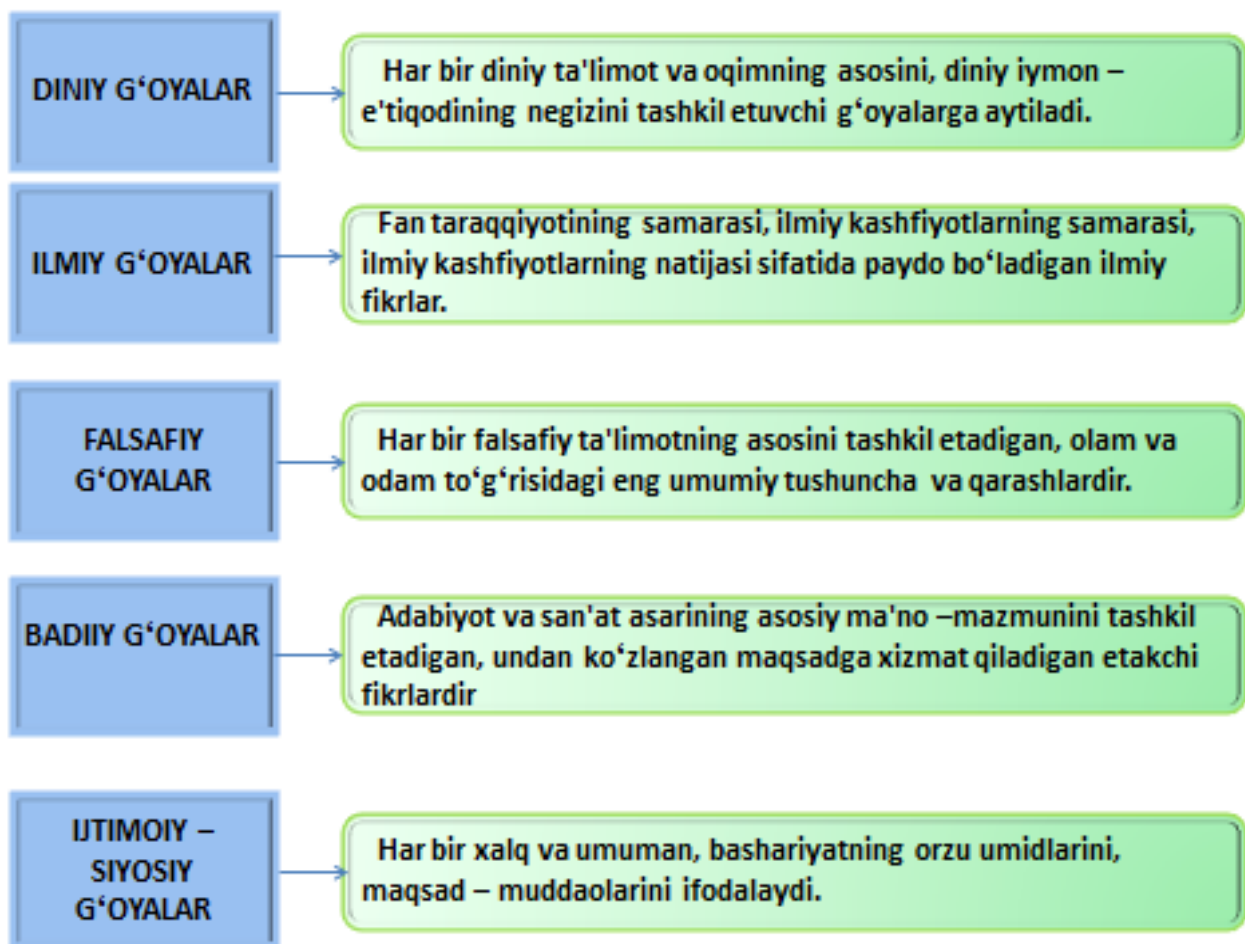 DINIY G‘OYALAR
Har bir diniy ta'limot va oqimning asosini, diniy iymon –
e'tiqodining negizini tashkil etuvchi g‘oyalarga aytiladi.
ILMIY G‘OYALAR
Fan taraqqiyotining samarasi, ilmiy kashfiyotlarning samarasi,
ilmiy kashfiyotlarning natijasi sifatida paydo bo‘ladigan ilmiy
fikrlar.
FALSAFIY
G‘OYALAR
Har bir falsafiy ta'limotning asosini tashkil etadigan, olam va
odam to‘g‘risidagi eng umumiy tushuncha va qarashlardir.
BADIIY G‘OYALAR
Adabiyot va san'at asarining asosiy ma'no –mazmunini tashkil
etadigan, undan ko‘zlangan maqsadga xizmat qiladigan etakchi
fikrlardir
IJTIMOIY –
SIYOSIY
G‘OYALAR
Har bir xalq va umuman, bashariyatning orzu umidlarini,
maqsad – muddaolarini ifodalaydi.